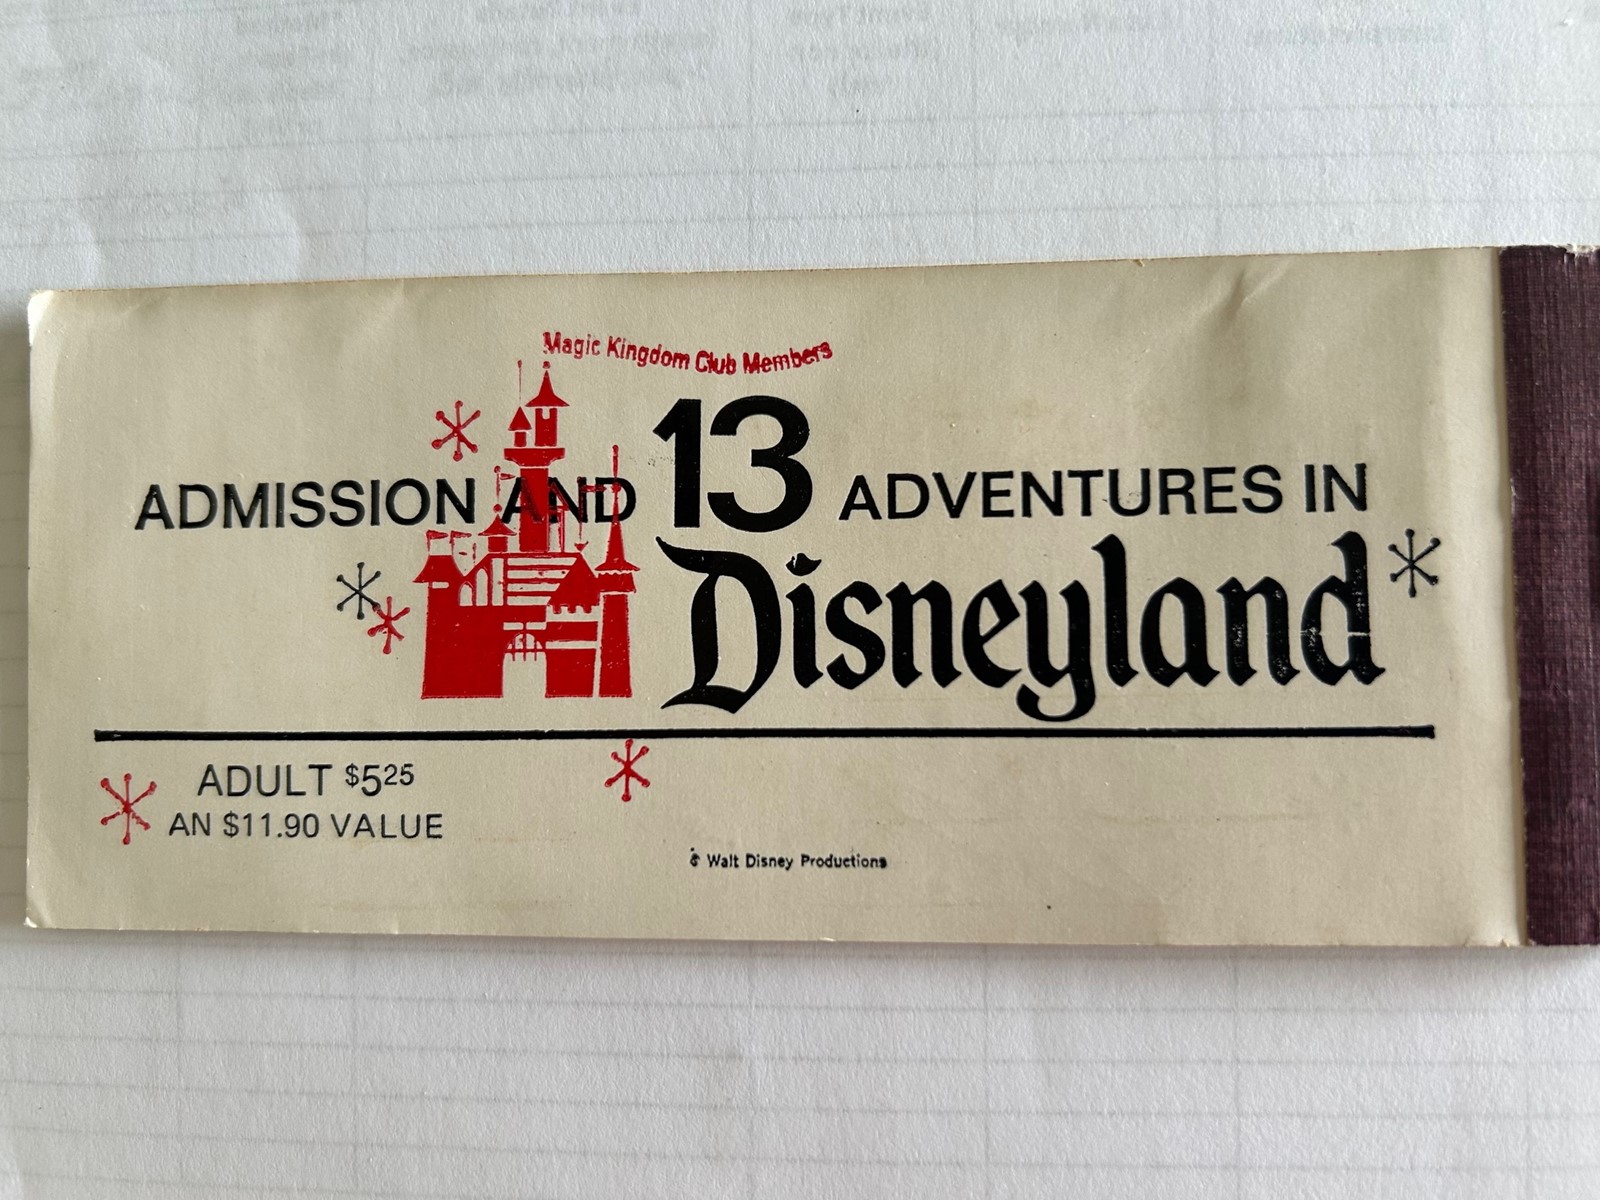 Magic Kingdom Club Members
ADMISSION AND 13 ADVENTURES IN
Disneyland
ADULT $5.25
AN $11.90 VALUE
Walt Disney Productions